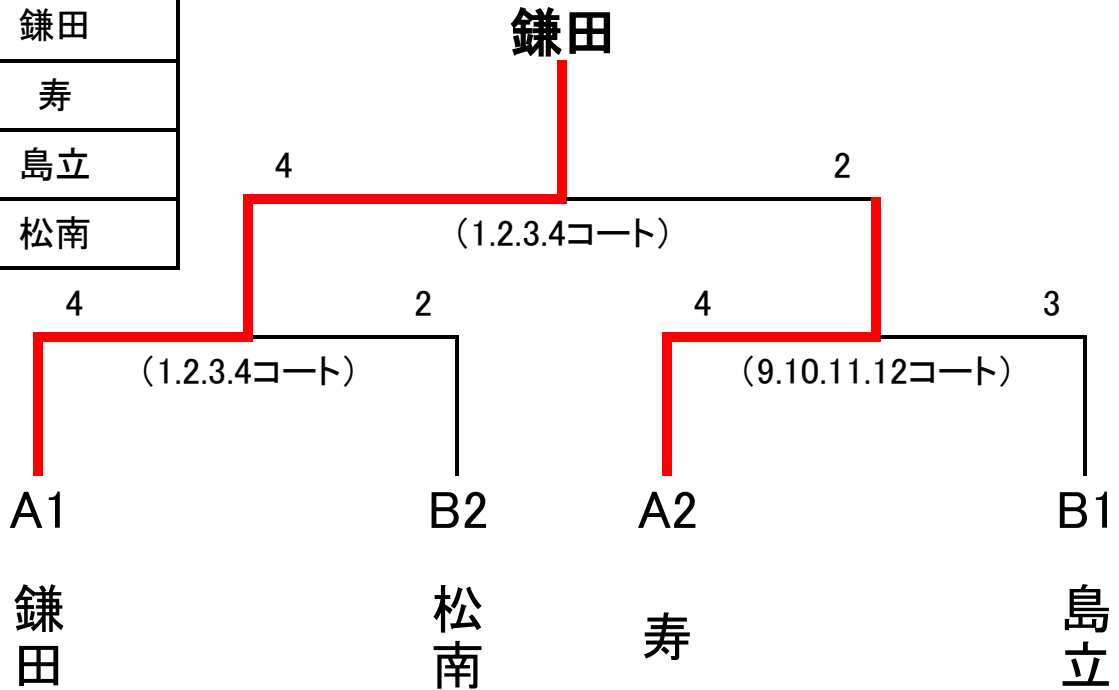 鎌田
寿
島立
松南
鎌田
4
2
（1.2.3.4コート）
4
2
4
3
（1.2.3.4コート）
（9.10.11.12コート）
A1
B2
A2
B1
鎌田
松南
寿
島立